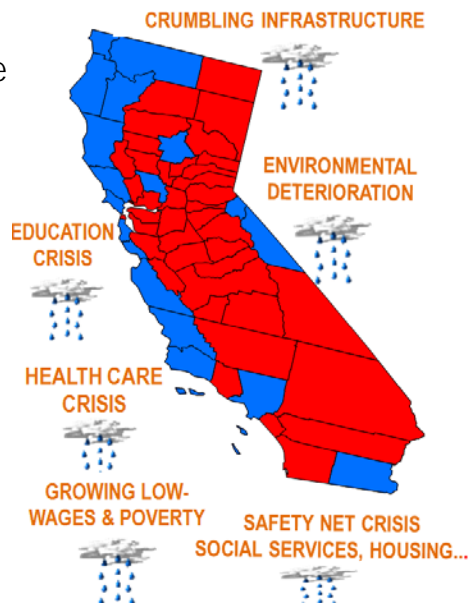 CRUMBLING INFRASTRUCTURE
e
ENVIRONMENTAL
DETERIORATION
EDUCATION
CRISIS
HEALTH CARE
CRISIS
GROWING LOW-
WAGES & POVERTY
SAFETY NET CRISIS
SOCIAL SERVICES, HOUSING...